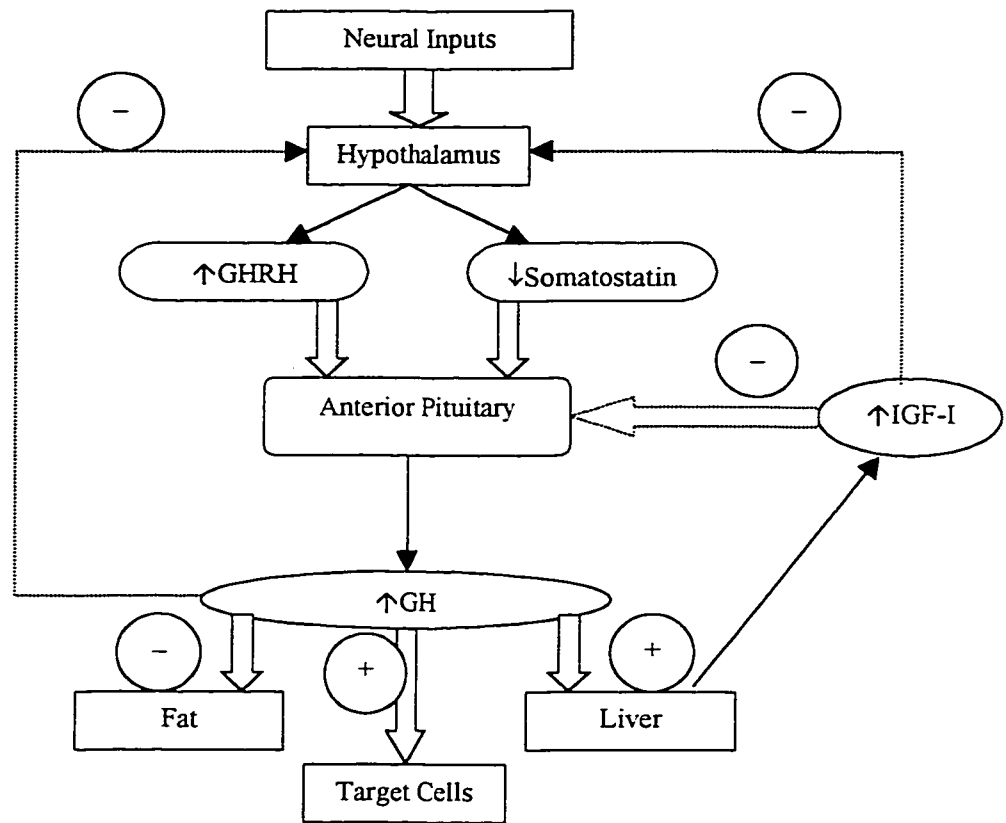 Neural Inputs
−
−
Hypothalamus
↑GHRH
↓Somatostatin
−
Anterior Pituitary
↑IGF-I
↑GH
−
+
+
Fat
Liver
Target Cells